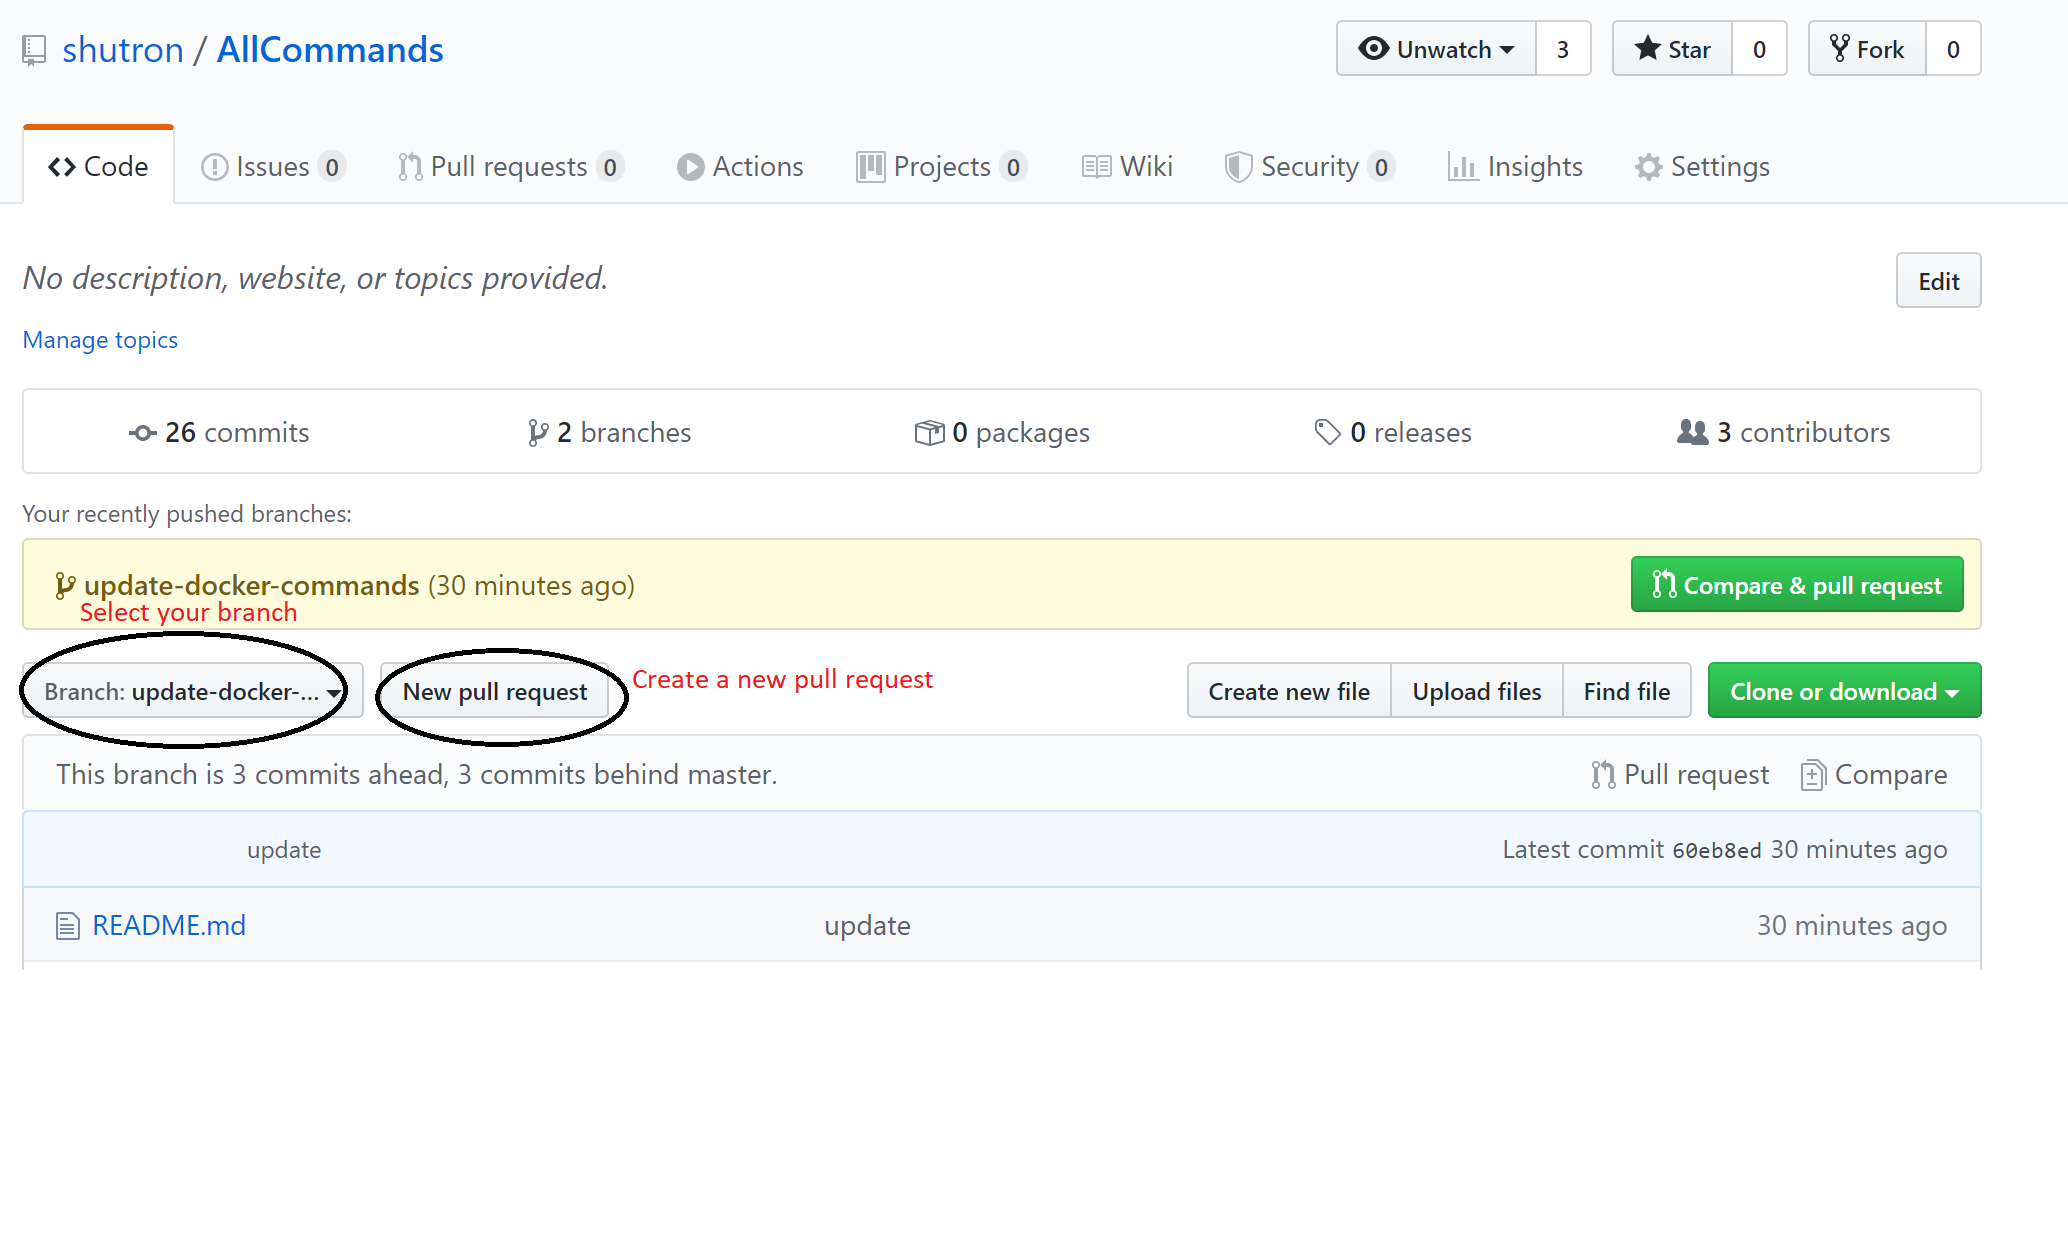 shutron / AllCommands
Unwatch 3 Star 0 Fork 0
Code Issues 0 Pull requests 0 Actions Projects 0 Wiki Security 0 Insights Settings
No description, website, or topics provided.
Edit
Manage topics
26 commits 2 branches 0 packages 0 releases 3 contributors
Your recently pushed branches:
update-docker-commands (30 minutes ago) Compare & pull request
Select your branch
Create a new pull request
Branch: update-docker-... New pull request Create new file Upload files Find file Clone or download
This branch is 3 commits ahead, 3 commits behind master. Pull request Compare
update Latest commit 60eb8ed 30 minutes ago
README.md update 30 minutes ago